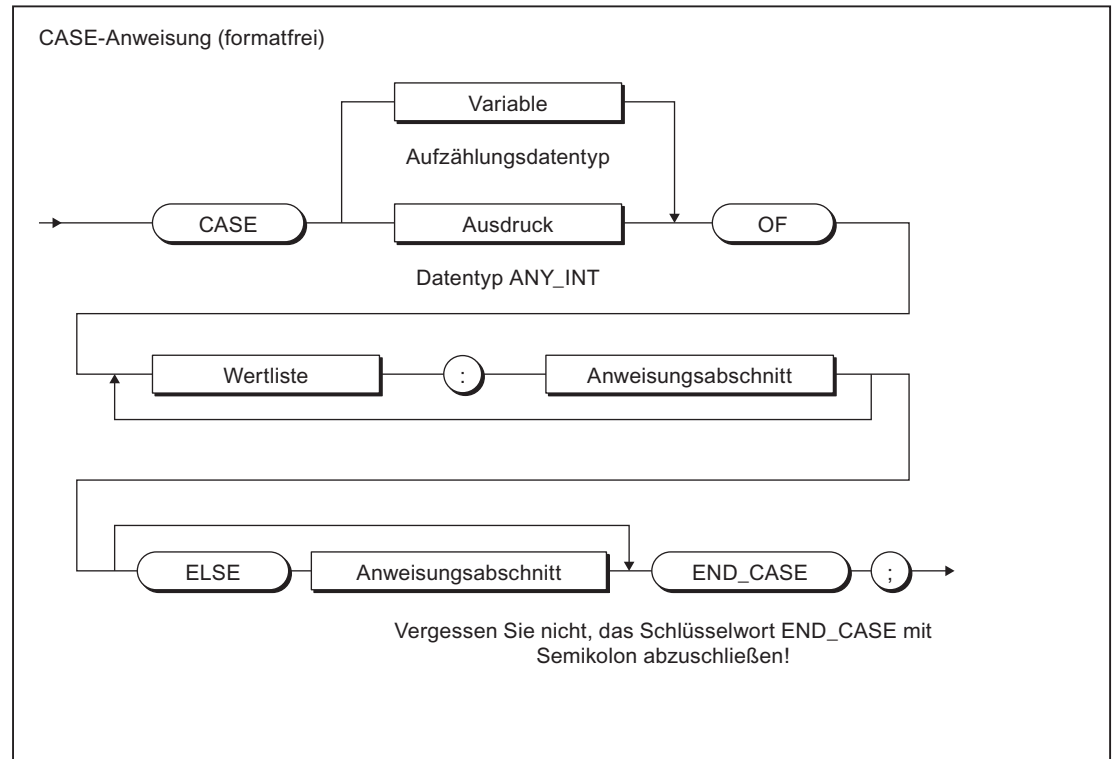 CASE-Anweisung (formatfrei)
Variable
Aufzählungsdatentyp
CASE
Ausdruck
OF
Datentyp ANY_INT
Wertliste
:
Anweisungsabschnitt
ELSE
Anweisungsabschnitt
END_CASE
;
Vergessen Sie nicht, das Schlüsselwort END_CASE mit
Semikolon abzuschließen!